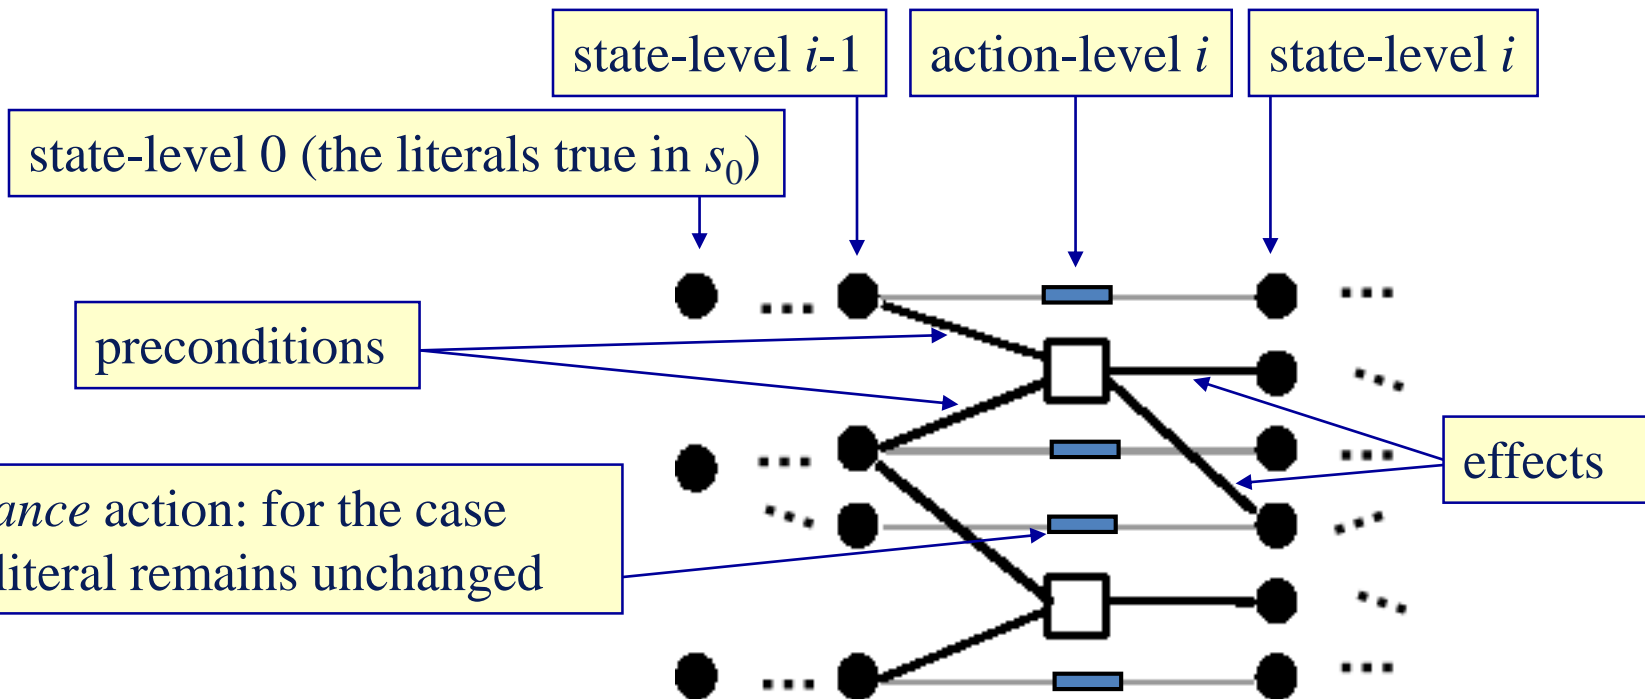 state-level i-1
action-level i
state-level i
state-level 0 (the literals true in s₀)
preconditions
effects
action: for the case
literal remains unchanged